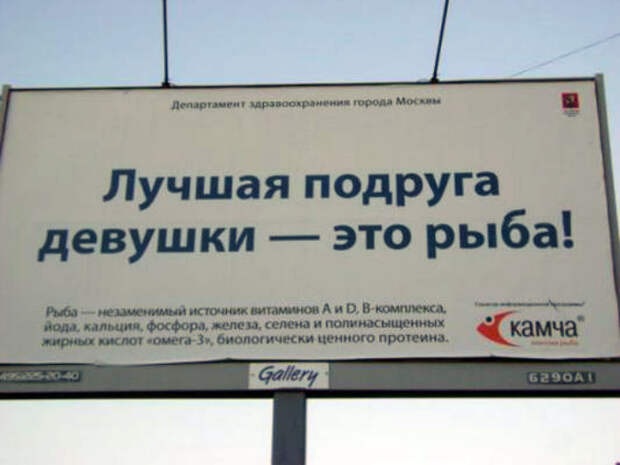 Департамент здравоохранения города Москвы
Лучшая подруга
девушки — это рыба!
Рыба — незаменимый источник витаминов А и D, В-комплекса,
йода, кальция, фосфора, железа, селена и полинасыщенных
жирных кислот «омега-3», биологически ценного протеина.
КАМЧА®
Gallery
6290A1